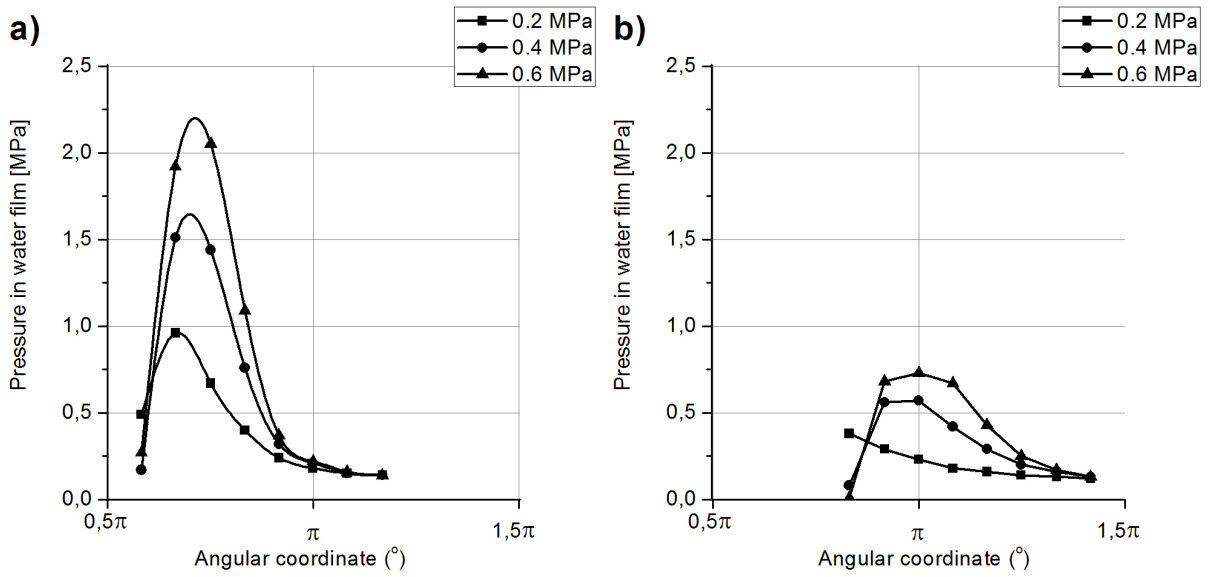 a)
0.2 MPa
0.4 MPa
0.6 MPa
Pressure in water film [MPa]
2,5
2,0
1,5
1,0
0,5
0,0
0,5π
π
1,5π
Angular coordinate (°)
b)
0.2 MPa
0.4 MPa
0.6 MPa
Pressure in water film [MPa]
2,5
2,0
1,5
1,0
0,5
0,0
0,5π
π
1,5π
Angular coordinate (°)